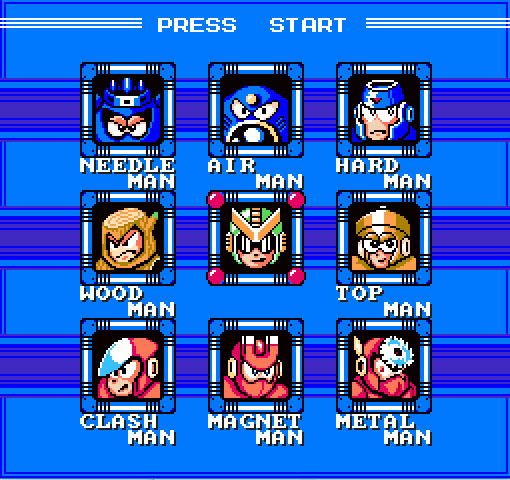 PRESS START
NEEDLE MAN
AIR MAN
HARD MAN
WOOD MAN
TOP MAN
CLASH MAN
MAGNET MAN
METAL MAN